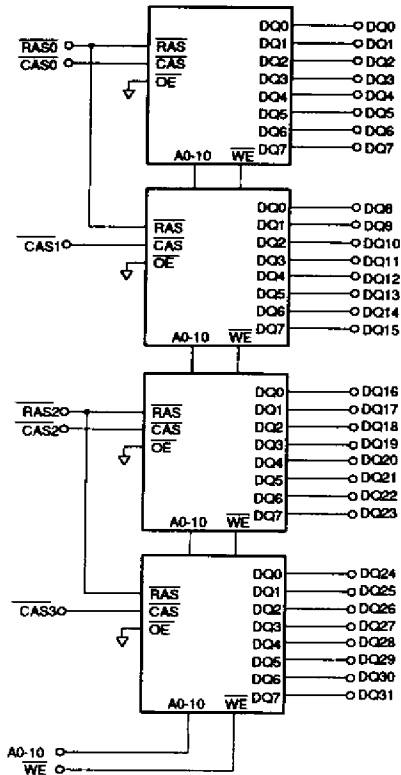 DQ0 DQ0
RAS0 RAS DQ1 DQ1
CAS0 CAS DQ2 DQ2
OE DQ3 DQ3
DQ4 DQ4
DQ5 DQ5
DQ6 DQ6
A0-10 WE DQ7 DQ7
DQ0 DQ8
RAS DQ1 DQ9
CAS1 CAS DQ2 DQ10
OE DQ3 DQ11
DQ4 DQ12
DQ5 DQ13
DQ6 DQ14
A0-10 WE DQ7 DQ15
DQ0 DQ16
RAS2 RAS DQ1 DQ17
CAS2 CAS DQ2 DQ18
OE DQ3 DQ19
DQ4 DQ20
DQ5 DQ21
DQ6 DQ22
A0-10 WE DQ7 DQ23
DQ0 DQ24
RAS DQ1 DQ25
CAS3 CAS DQ2 DQ26
OE DQ3 DQ27
DQ4 DQ28
DQ5 DQ29
DQ6 DQ30
A0-10 WE DQ7 DQ31
A0-10
WE